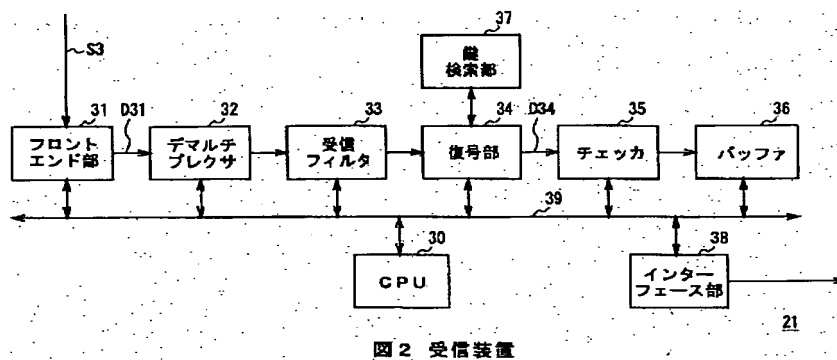 S3
37
鍵
検索部
31
D31
32
33
34
D34
35
36
フロント
エンド部
デマルチ
プレクサ
受信
フィルタ
復号部
チェッカ
バッファ
39
30
38
CPU
インター
フェース部
21
図2 受信装置